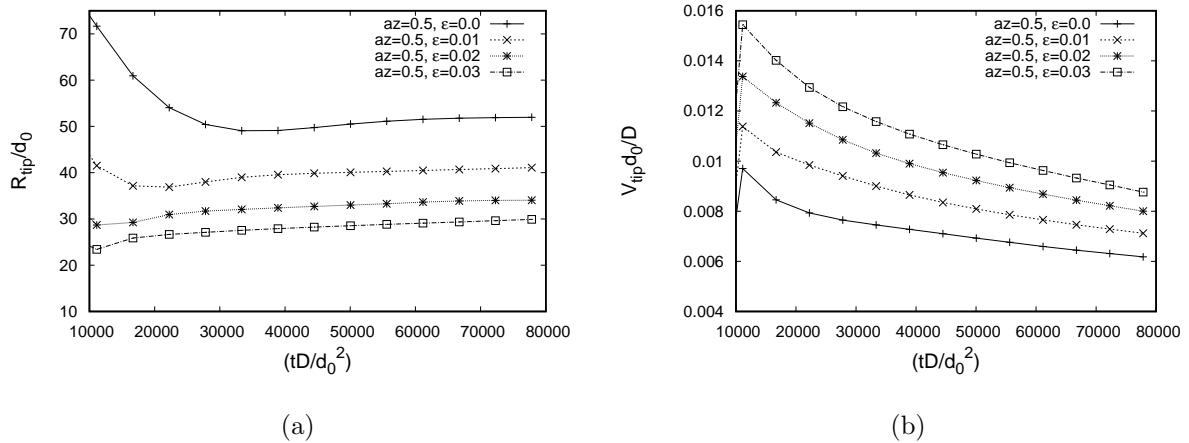 R_tip/d_0
70
60
50
40
30
20
10
10000 20000 30000 40000 50000 60000 70000 80000
(tD/d_0^2)
az=0.5, ε=0.0
az=0.5, ε=0.01
az=0.5, ε=0.02
az=0.5, ε=0.03
(a)
V_tip d_0/D
0.016
0.014
0.012
0.01
0.008
0.006
0.004
10000 20000 30000 40000 50000 60000 70000 80000
(tD/d_0^2)
az=0.5, ε=0.0
az=0.5, ε=0.01
az=0.5, ε=0.02
az=0.5, ε=0.03
(b)